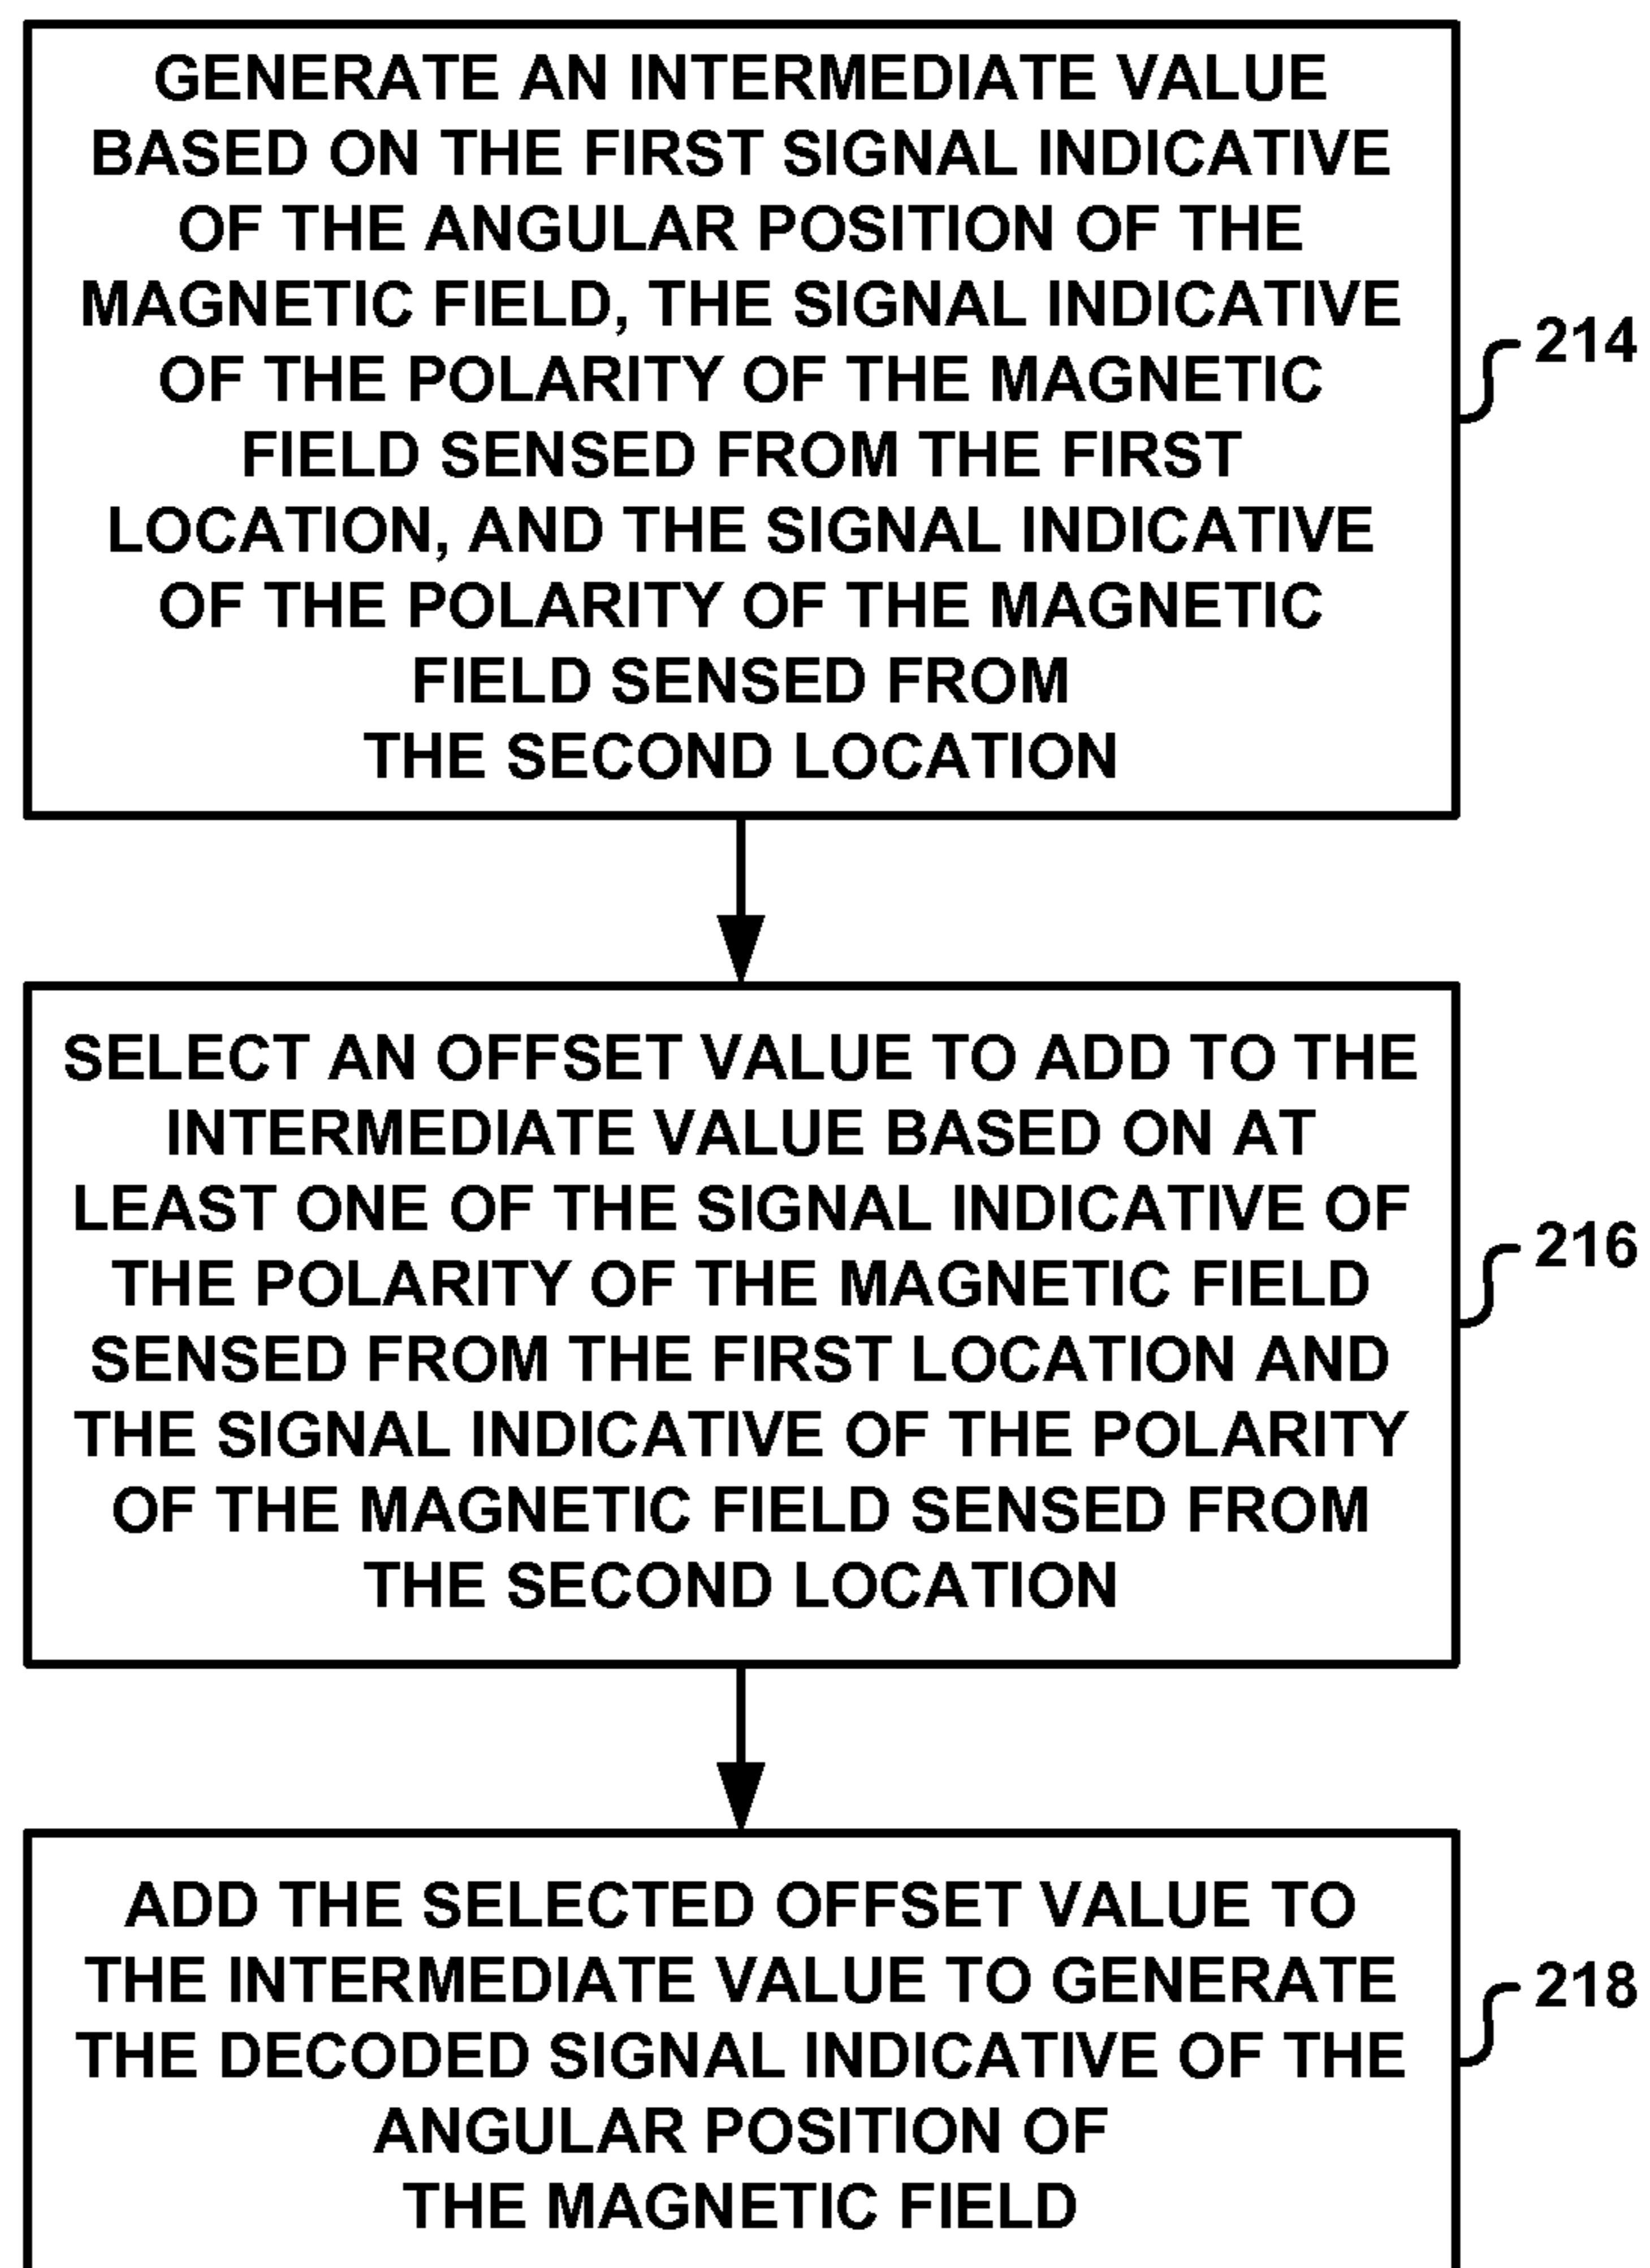 GENERATE AN INTERMEDIATE VALUE
BASED ON THE FIRST SIGNAL INDICATIVE
OF THE ANGULAR POSITION OF THE
MAGNETIC FIELD, THE SIGNAL INDICATIVE
OF THE POLARITY OF THE MAGNETIC
FIELD SENSED FROM THE FIRST
LOCATION, AND THE SIGNAL INDICATIVE
OF THE POLARITY OF THE MAGNETIC
FIELD SENSED FROM
THE SECOND LOCATION
214
SELECT AN OFFSET VALUE TO ADD TO THE
INTERMEDIATE VALUE BASED ON AT
LEAST ONE OF THE SIGNAL INDICATIVE OF
THE POLARITY OF THE MAGNETIC FIELD
SENSED FROM THE FIRST LOCATION AND
THE SIGNAL INDICATIVE OF THE POLARITY
OF THE MAGNETIC FIELD SENSED FROM
THE SECOND LOCATION
216
ADD THE SELECTED OFFSET VALUE TO
THE INTERMEDIATE VALUE TO GENERATE
THE DECODED SIGNAL INDICATIVE OF THE
ANGULAR POSITION OF
THE MAGNETIC FIELD
218